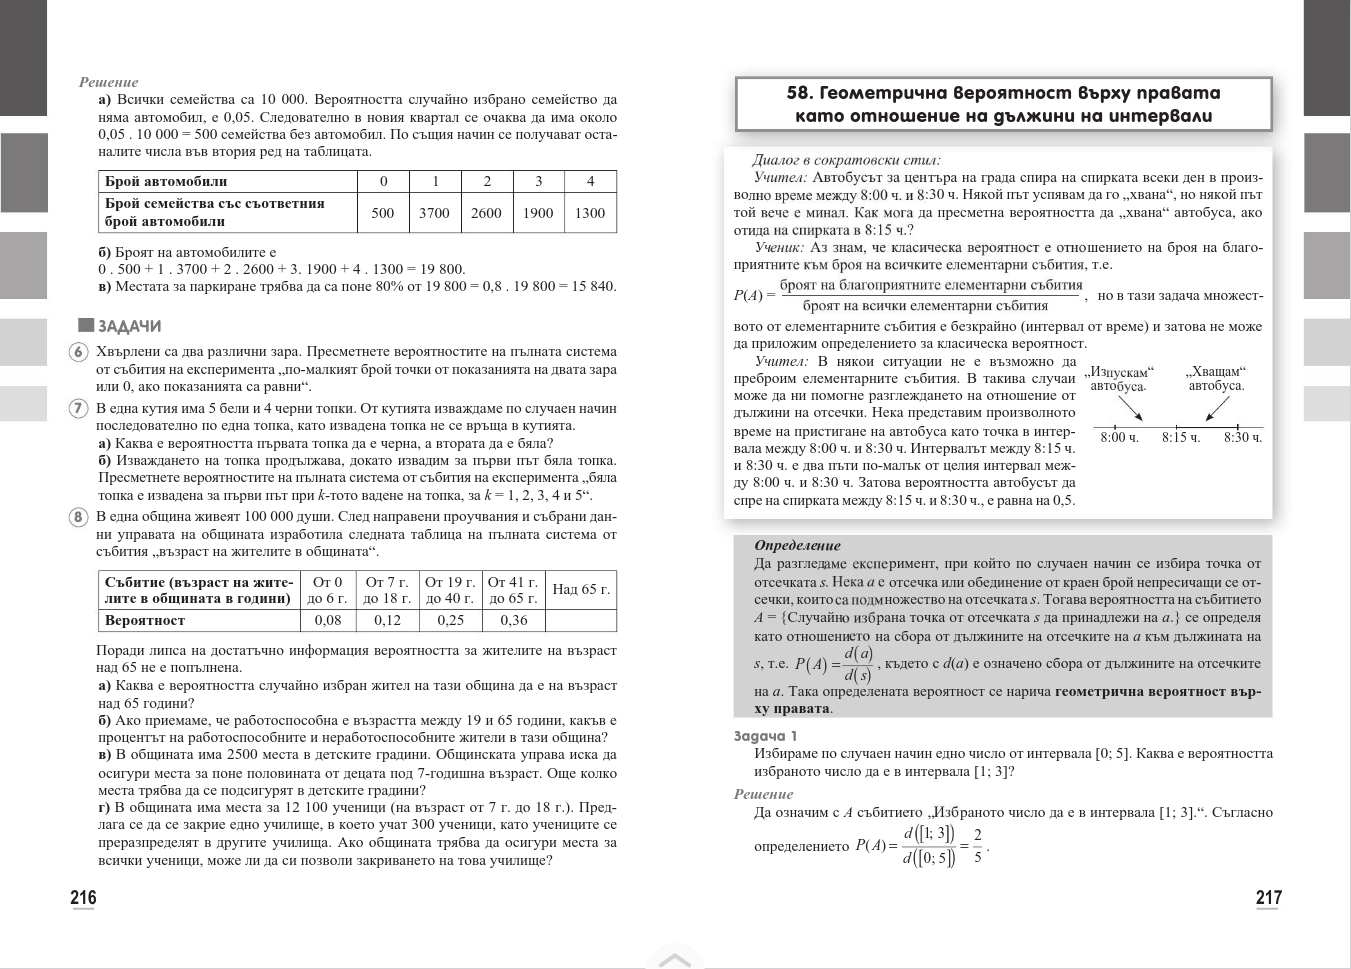 Решение
а) Всички семейства са 10 000. Вероятността случайно избрано семейство да
няма автомобил, е 0,05. Следователно в новия квартал се очаква да има около
0,05 . 10 000 = 500 семейства без автомобил. По същия начин се получават оста-
налите числа във втория ред на таблицата.
Брой автомобили 0 1 2 3 4
Брой семейства със съответния
брой автомобили 500 3700 2600 1900 1300
б) Броят на автомобилите е
0 . 500 + 1 . 3700 + 2 . 2600 + 3. 1900 + 4 . 1300 = 19 800.
в) Местата за паркиране трябва да са поне 80% от 19 800 = 0,8 . 19 800 = 15 840.
ЗАДАЧИ
6 Хвърлени са два различни зара. Пресметнете вероятностите на пълната система
от събития на експеримента „по-малкият брой точки от показанията на двата зара
или 0, ако показанията са равни“.
7 В една кутия има 5 бели и 4 черни топки. От кутията изваждаме по случаен начин
последователно по една топка, като извадена топка не се връща в кутията.
а) Каква е вероятността първата топка да е черна, а втората да е бяла?
б) Изваждането на топка продължава, докато извадим за първи път бяла топка.
Пресметнете вероятностите на пълната система от събития на експеримента „бяла
топка е извадена за първи път при k-тото вадене на топка, за k = 1, 2, 3, 4 и 5“.
8 В една община живеят 100 000 души. След направени проучвания и събрани дан-
ни управата на общината изработила следната таблица на пълната система от
събития „възраст на жителите в общината“.
Събитие (възраст на жите-
лите в общината в години) От 0
до 6 г. От 7 г.
до 18 г. От 19 г.
до 40 г. От 41 г.
до 65 г. Над 65 г.
Вероятност 0,08 0,12 0,25 0,36
Поради липса на достатъчно информация вероятността за жителите на възраст
над 65 не е попълнена.
а) Каква е вероятността случайно избран жител на тази община да е на възраст
над 65 години?
б) Ако приемаме, че работоспособна е възрастта между 19 и 65 години, какъв е
процентът на работоспособните и неработоспособните жители в тази община?
в) В общината има 2500 места в детските градини. Общинската управа иска да
осигури места за поне половината от децата под 7-годишна възраст. Още колко
места трябва да се подсигурят в детските градини?
г) В общината има места за 12 100 ученици (на възраст от 7 г. до 18 г.). Пред-
лага се да се закрие едно училище, в което учат 300 ученици, като учениците се
преразпределят в другите училища. Ако общината трябва да осигури места за
всички ученици, може ли да си позволи закриването на това училище?
216
58. Геометрична вероятност върху правата
като отношение на дължини на интервали
Диалог в сократовски стил:
Учител: Автобусът за центъра на града спира на спирката всеки ден в произ-
волно време между 8:00 ч. и 8:30 ч. Някой път успявам да го „хвана“, но някой път
той вече е минал. Как мога да пресметна вероятността да „хвана“ автобуса, ако
отида на спирката в 8:15 ч.?
Ученик: Аз знам, че класическа вероятност е отношението на броя на благо-
приятните към броя на всичките елементарни събития, т.е.
P(A) = броят на благоприятните елементарни събития / броят на всички елементарни събития , но в тази задача множест-
вото от елементарните събития е безкрайно (интервал от време) и затова не може
да приложим определението за класическа вероятност.
Учител: В някои ситуации не е възможно да
преброим елементарните събития. В такива случаи
може да ни помогне разглеждането на отношение от
дължини на отсечки. Нека представим произволното
време на пристигане на автобуса като точка в интер-
вала между 8:00 ч. и 8:30 ч. Интервалът между 8:15 ч.
и 8:30 ч. е два пъти по-малък от целия интервал меж-
ду 8:00 ч. и 8:30 ч. Затова вероятността автобусът да
спре на спирката между 8:15 ч. и 8:30 ч., е равна на 0,5.
„Изпускам“
автобуса.
„Хващам“
автобуса.
8:00 ч. 8:15 ч. 8:30 ч.
Определение
Да разгледаме експеримент, при който по случаен начин се избира точка от
отсечката s. Нека a е отсечка или обединение от краен брой непресичащи се от-
сечки, които са подмножество на отсечката s. Тогава вероятността на събитието
A = {Случайно избрана точка от отсечката s да принадлежи на a.} се определя
като отношението на сбора от дължините на отсечките на a към дължината на
s, т.е. P(A) = d(a) / d(s) , където с d(a) е означено сбора от дължините на отсечките
на a. Така определената вероятност се нарича геометрична вероятност вър-
ху правата.
Задача 1
Избираме по случаен начин едно число от интервала [0; 5]. Каква е вероятността
избраното число да е в интервала [1; 3]?
Решение
Да означим с A събитието „Избраното число да е в интервала [1; 3].“. Съгласно
определението P(A) = d([1; 3]) / d([0; 5]) = 2 / 5 .
217